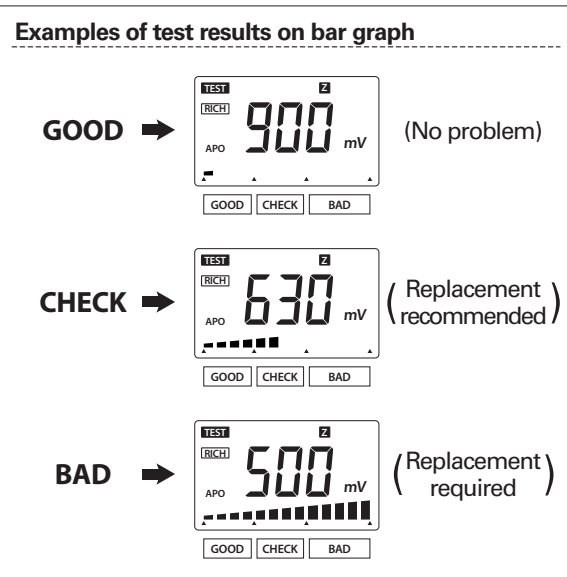 Examples of test results on bar graph
TEST Z
RICH
GOOD 900 mV (No problem)
APO
GOOD CHECK BAD
TEST Z
RICH
CHECK 630 mV (Replacement recommended)
APO
GOOD CHECK BAD
TEST Z
RICH
BAD 500 mV (Replacement required)
APO
GOOD CHECK BAD